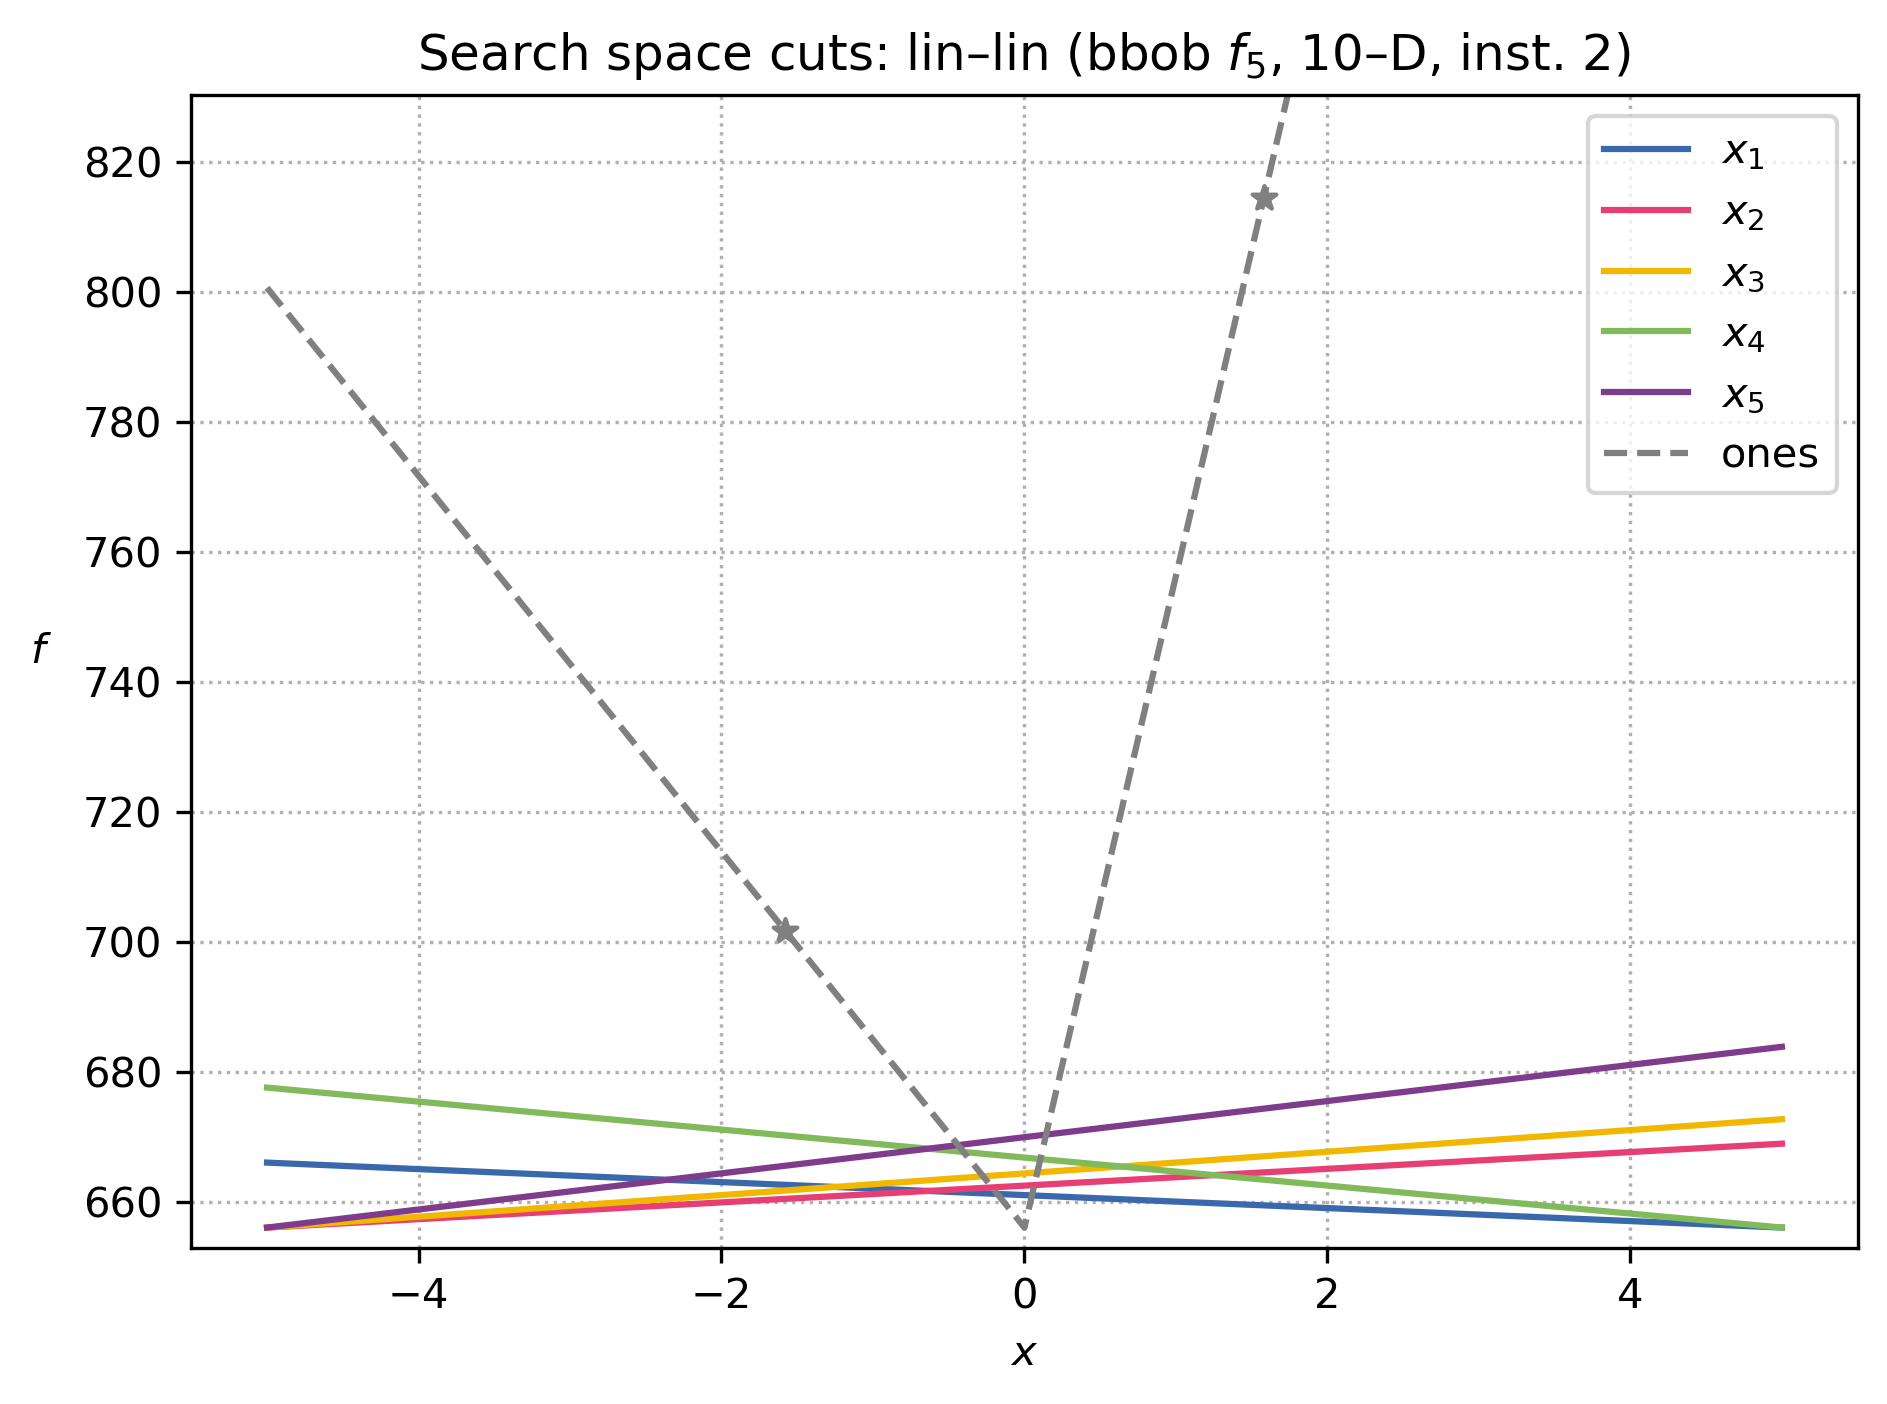 Search space cuts: lin–lin (bbob f₅, 10–D, inst. 2)
820
800
780
760
740
720
700
680
660
f
−4
−2
0
2
4
x
x₁
x₂
x₃
x₄
x₅
ones